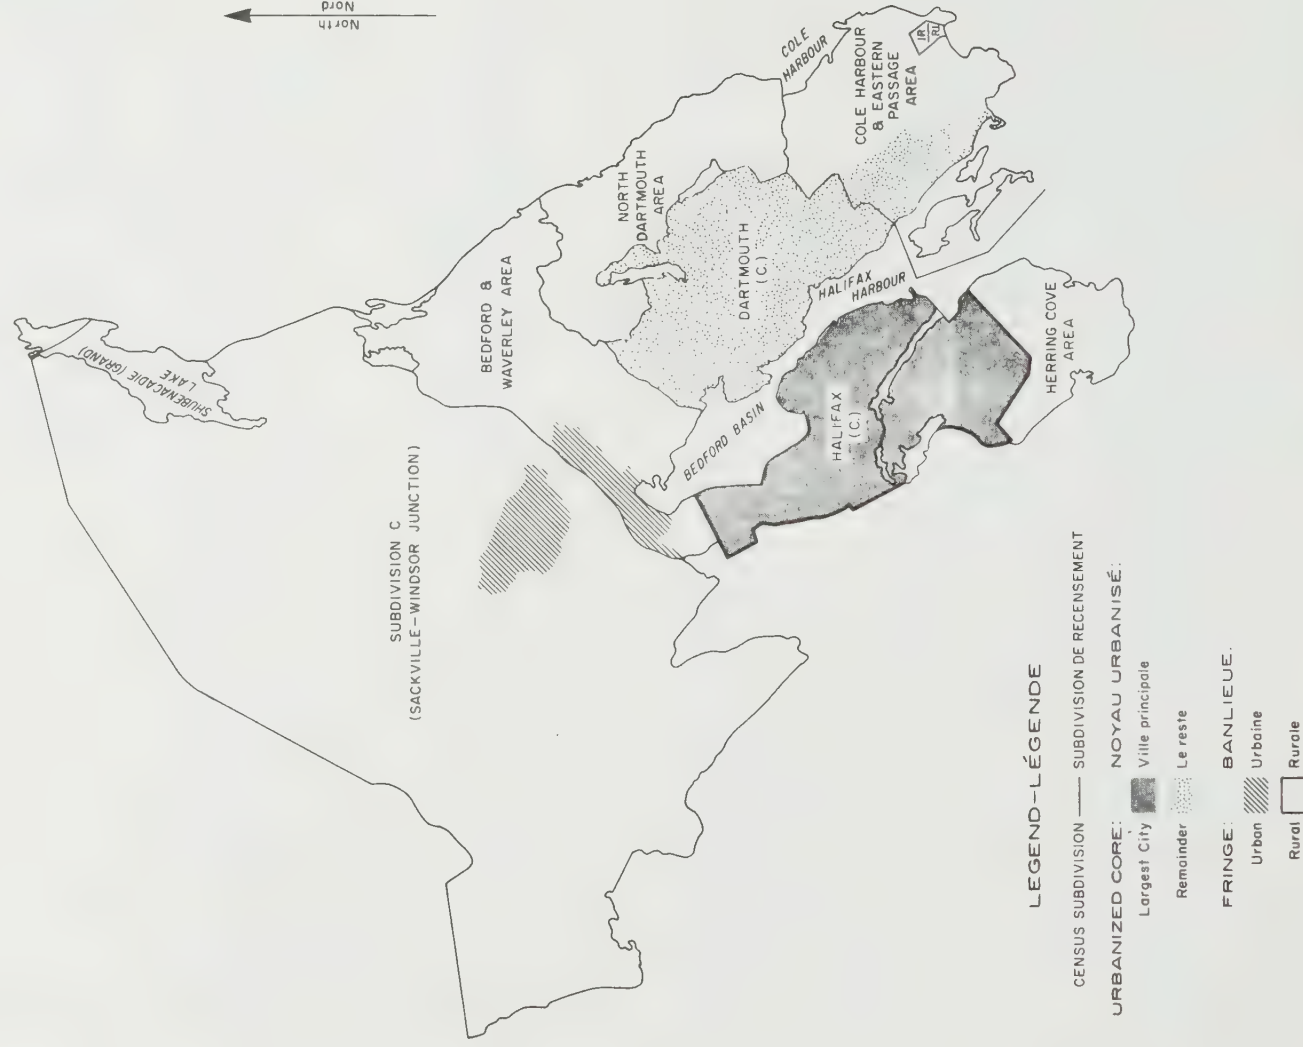 North
Nord
SHUBENACADIE (GRAND)
LAKE
SUBDIVISION C
(SACKVILLE-WINDSOR JUNCTION)
BEDFORD &
WAVERLEY AREA
NORTH
DARTMOUTH
AREA
COLE
HARBOUR
COLE HARBOUR
& EASTERN
PASSAGE
AREA
IR
RI
DARTMOUTH
(C.)
HALIFAX
HARBOUR
BEDFORD BASIN
HALIFAX
(C.)
HERRING COVE
AREA
LEGEND-LÉGENDE
CENSUS SUBDIVISION SUBDIVISION DE RECENSEMENT
URBANIZED CORE: NOYAU URBANISÉ:
Largest City Ville principale
Remainder Le reste
FRINGE: BANLIEUE.
Urban Urbaine
Rural Rurale